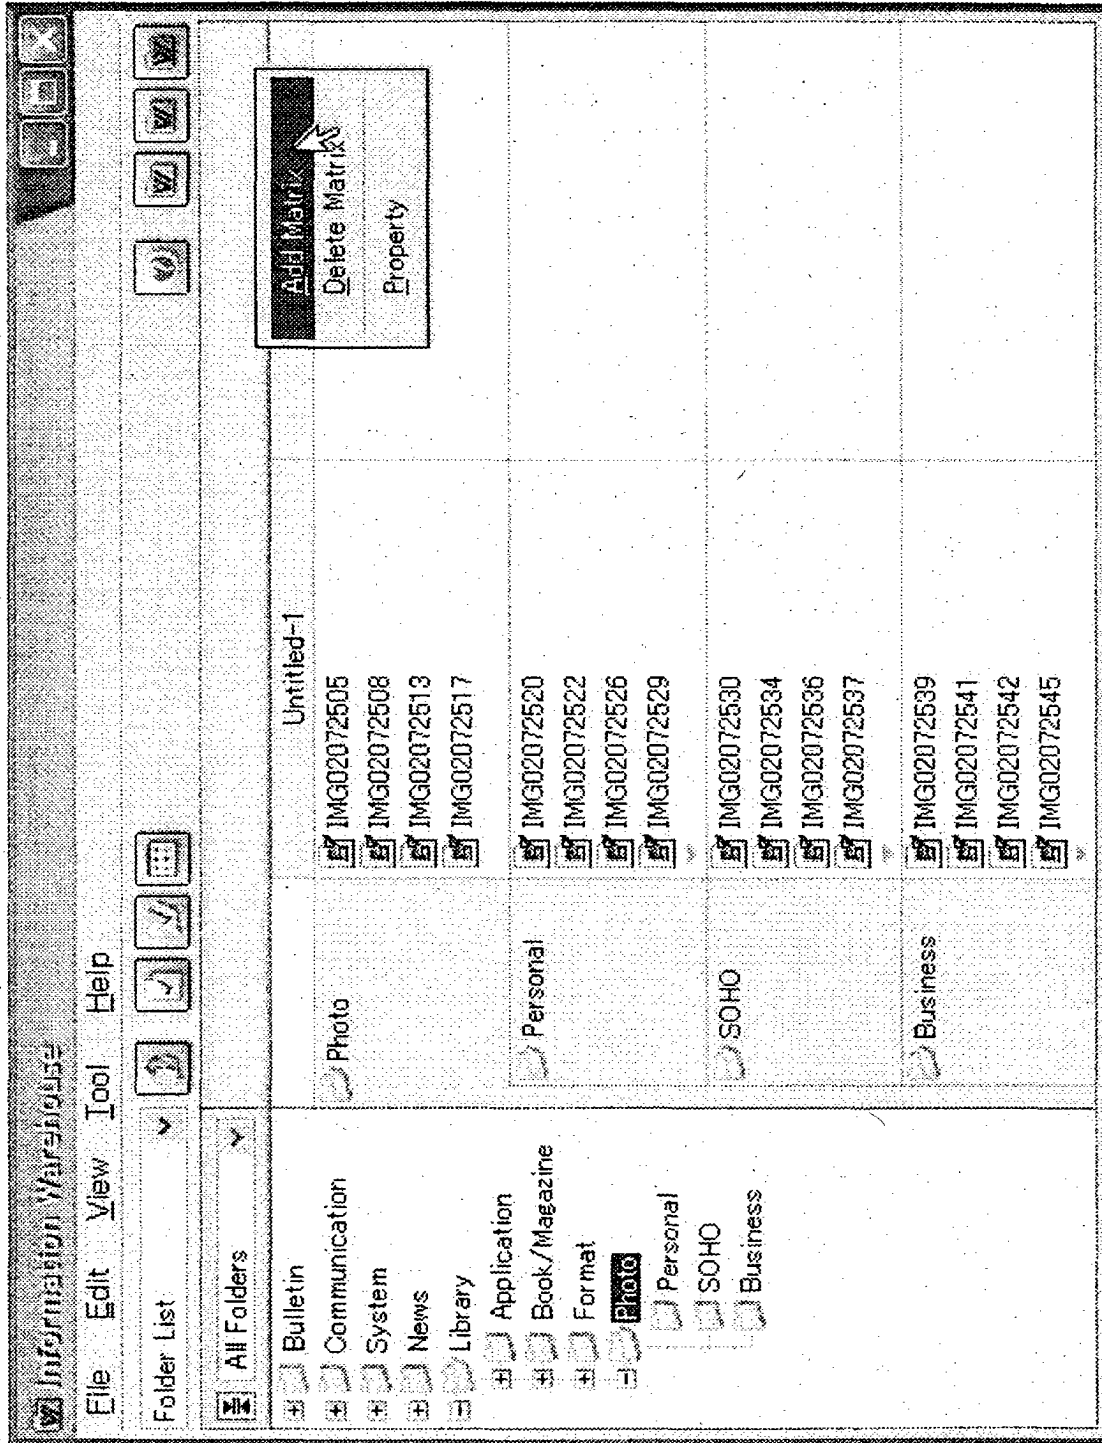 Information Warehouse
File Edit View Tool Help
Folder List
All Folders
Bulletin
Communication
System
News
Library
Application
Book/Magazine
Format
Photo
Personal
SOHO
Business
Untitled-1
Photo
IMG02072505
IMG02072508
IMG02072513
IMG02072517
Personal
IMG02072520
IMG02072522
IMG02072526
IMG02072529
SOHO
IMG02072530
IMG02072534
IMG02072536
IMG02072537
Business
IMG02072539
IMG02072541
IMG02072542
IMG02072545
Add Matrix
Delete Matrix
Property